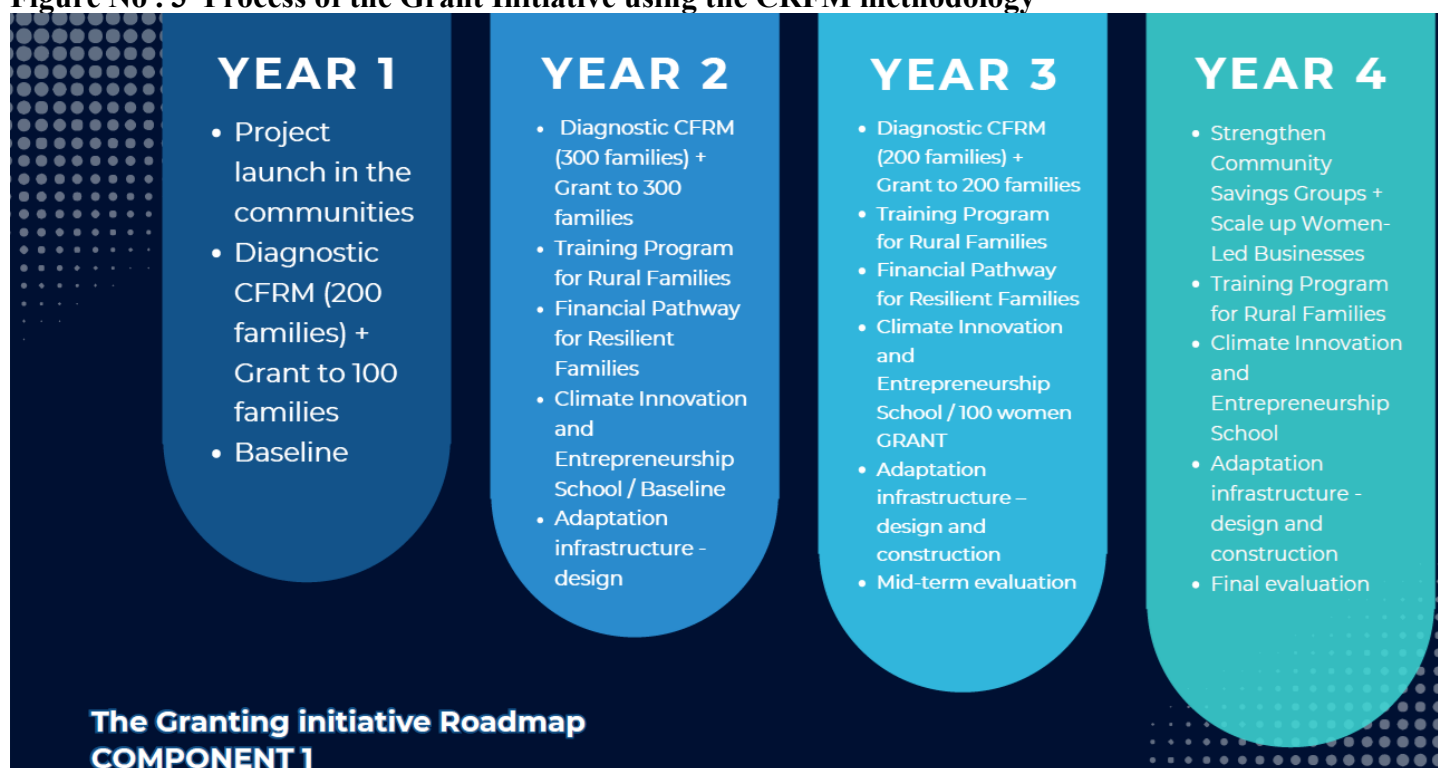 Figure No . 3 Process of the Grant Initiative using the CRFM methodology
YEAR 1
• Project
launch in the
communities
• Diagnostic
CFRM (200
families) +
Grant to 100
families
• Baseline
YEAR 2
• Diagnostic CFRM
(300 families) +
Grant to 300
families
• Training Program
for Rural Families
• Financial Pathway
for Resilient
Families
• Climate Innovation
and
Entrepreneurship
School / Baseline
• Adaptation
infrastructure -
design
YEAR 3
• Diagnostic CFRM
(200 families) +
Grant to 200 families
• Training Program
for Rural Families
• Financial Pathway
for Resilient Families
• Climate Innovation
and
Entrepreneurship
School / 100 women
GRANT
• Adaptation
infrastructure –
design and
construction
• Mid-term evaluation
YEAR 4
• Strengthen
Community
Savings Groups +
Scale up Women-
Led Businesses
• Training Program
for Rural Families
• Climate Innovation
and
Entrepreneurship
School
• Adaptation
infrastructure -
design and
construction
• Final evaluation
The Granting initiative Roadmap
COMPONENT 1